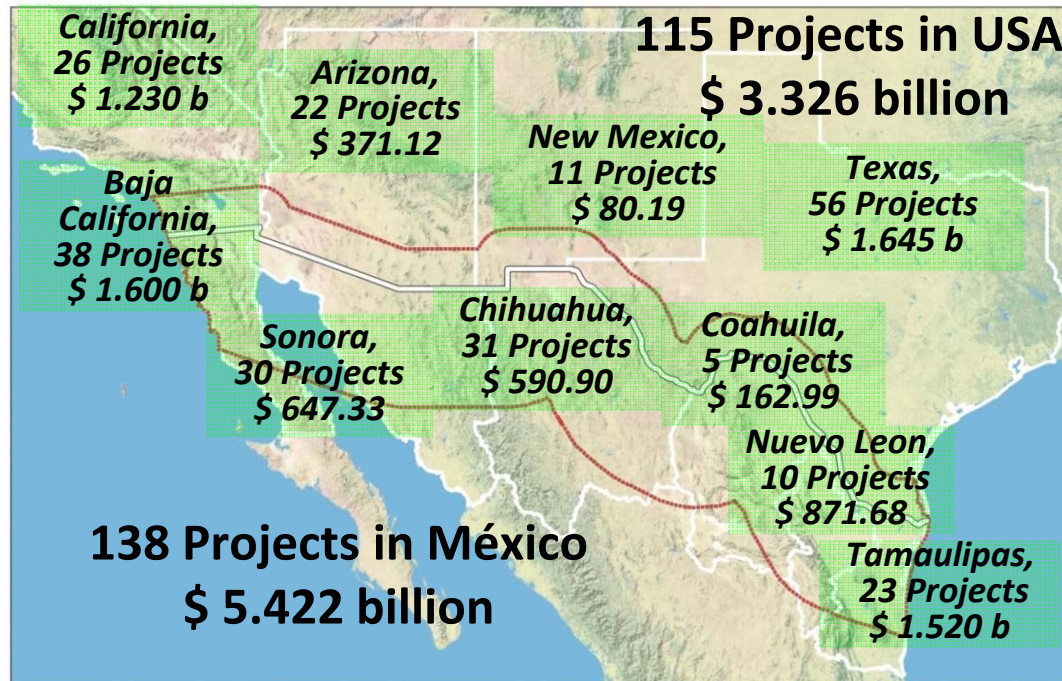 California,
26 Projects
$ 1.230 b
Arizona,
22 Projects
$ 371.12
115 Projects in USA
$ 3.326 billion
New Mexico,
11 Projects
$ 80.19
Texas,
56 Projects
$ 1.645 b
Baja
California,
38 Projects
$ 1.600 b
Sonora,
30 Projects
$ 647.33
Chihuahua,
31 Projects
$ 590.90
Coahuila,
5 Projects
$ 162.99
Nuevo Leon,
10 Projects
$ 871.68
138 Projects in México
$ 5.422 billion
Tamaulipas,
23 Projects
$ 1.520 b